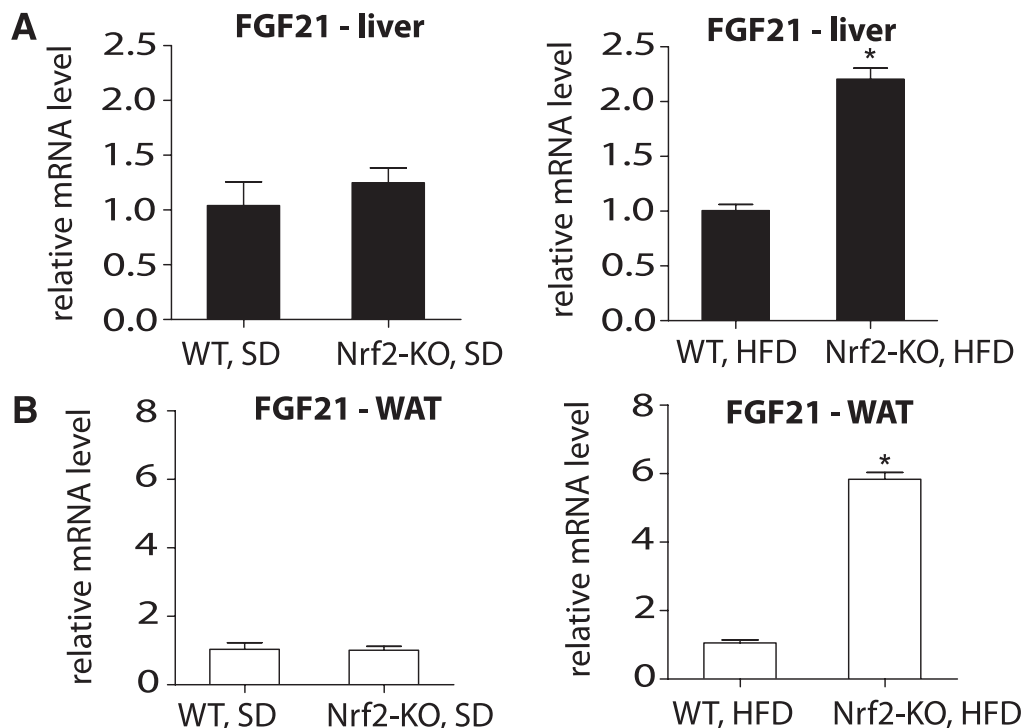 A
FGF21 - liver
relative mRNA level
2.5
2.0
1.5
1.0
0.5
0.0
WT, SD
Nrf2-KO, SD
FGF21 - liver
relative mRNA level
2.5
2.0
1.5
1.0
0.5
0.0
*
WT, HFD
Nrf2-KO, HFD
B
FGF21 - WAT
relative mRNA level
8
6
4
2
0
WT, SD
Nrf2-KO, SD
FGF21 - WAT
relative mRNA level
8
6
4
2
0
*
WT, HFD
Nrf2-KO, HFD